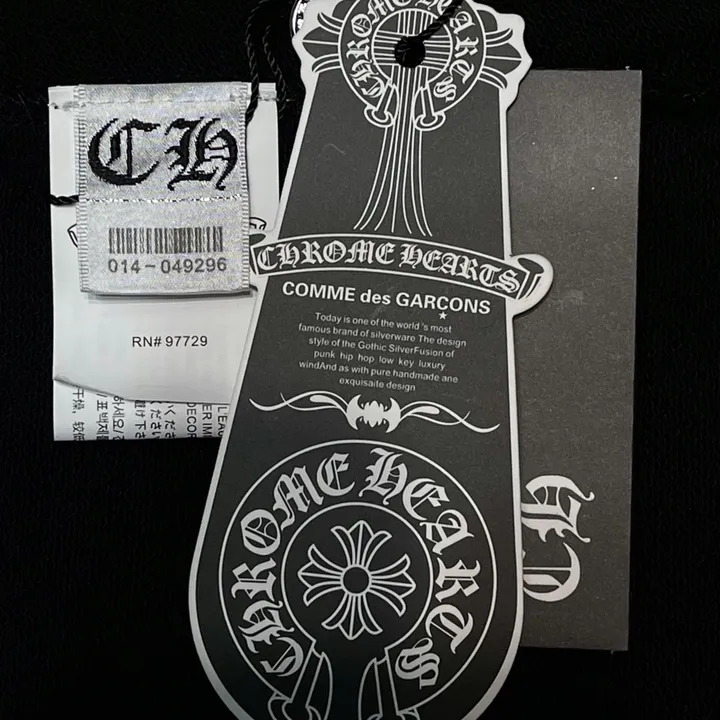 CHROME HEARTS
CH
014-049296
RN# 97729
CHROME HEARTS
COMME des GARÇONS
Today is one of the world 's most
famous brand of silverware The design
style of the Gothic SilverFusion of
punk hip hop low key luxury
windAnd as with pure handmade ane
exquisaite design
CHROME HEARTS
CH